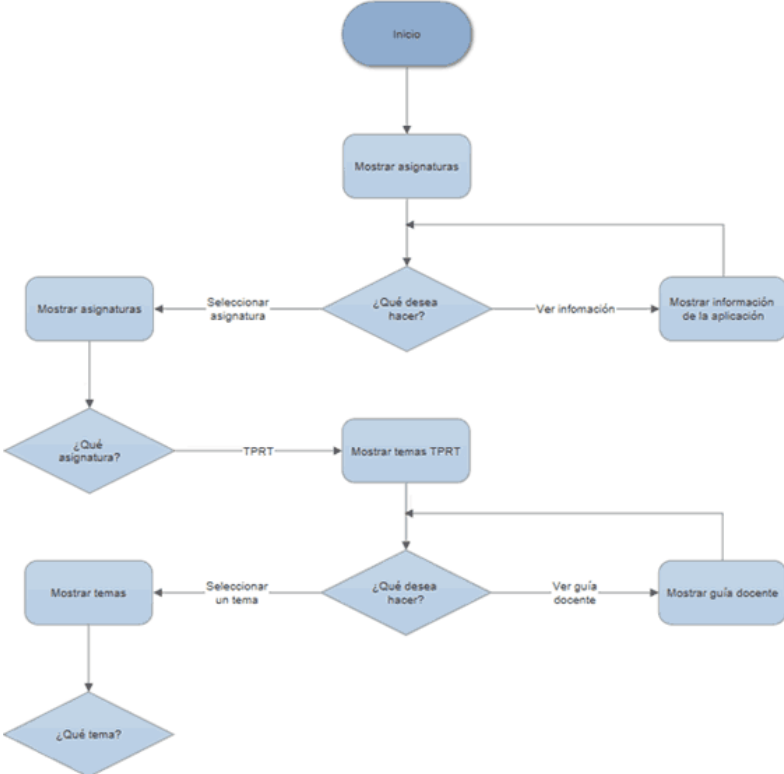 Inicio
Mostrar asignaturas
Mostrar asignaturas
Seleccionar
asignatura
¿Qué desea
hacer?
Ver infomación
Mostrar información
de la aplicación
¿Qué
asignatura?
TPRT
Mostrar temas TPRT
Mostrar temas
Seleccionar
un tema
¿Qué desea
hacer?
Ver guía
docente
Mostrar guía docente
¿Qué tema?